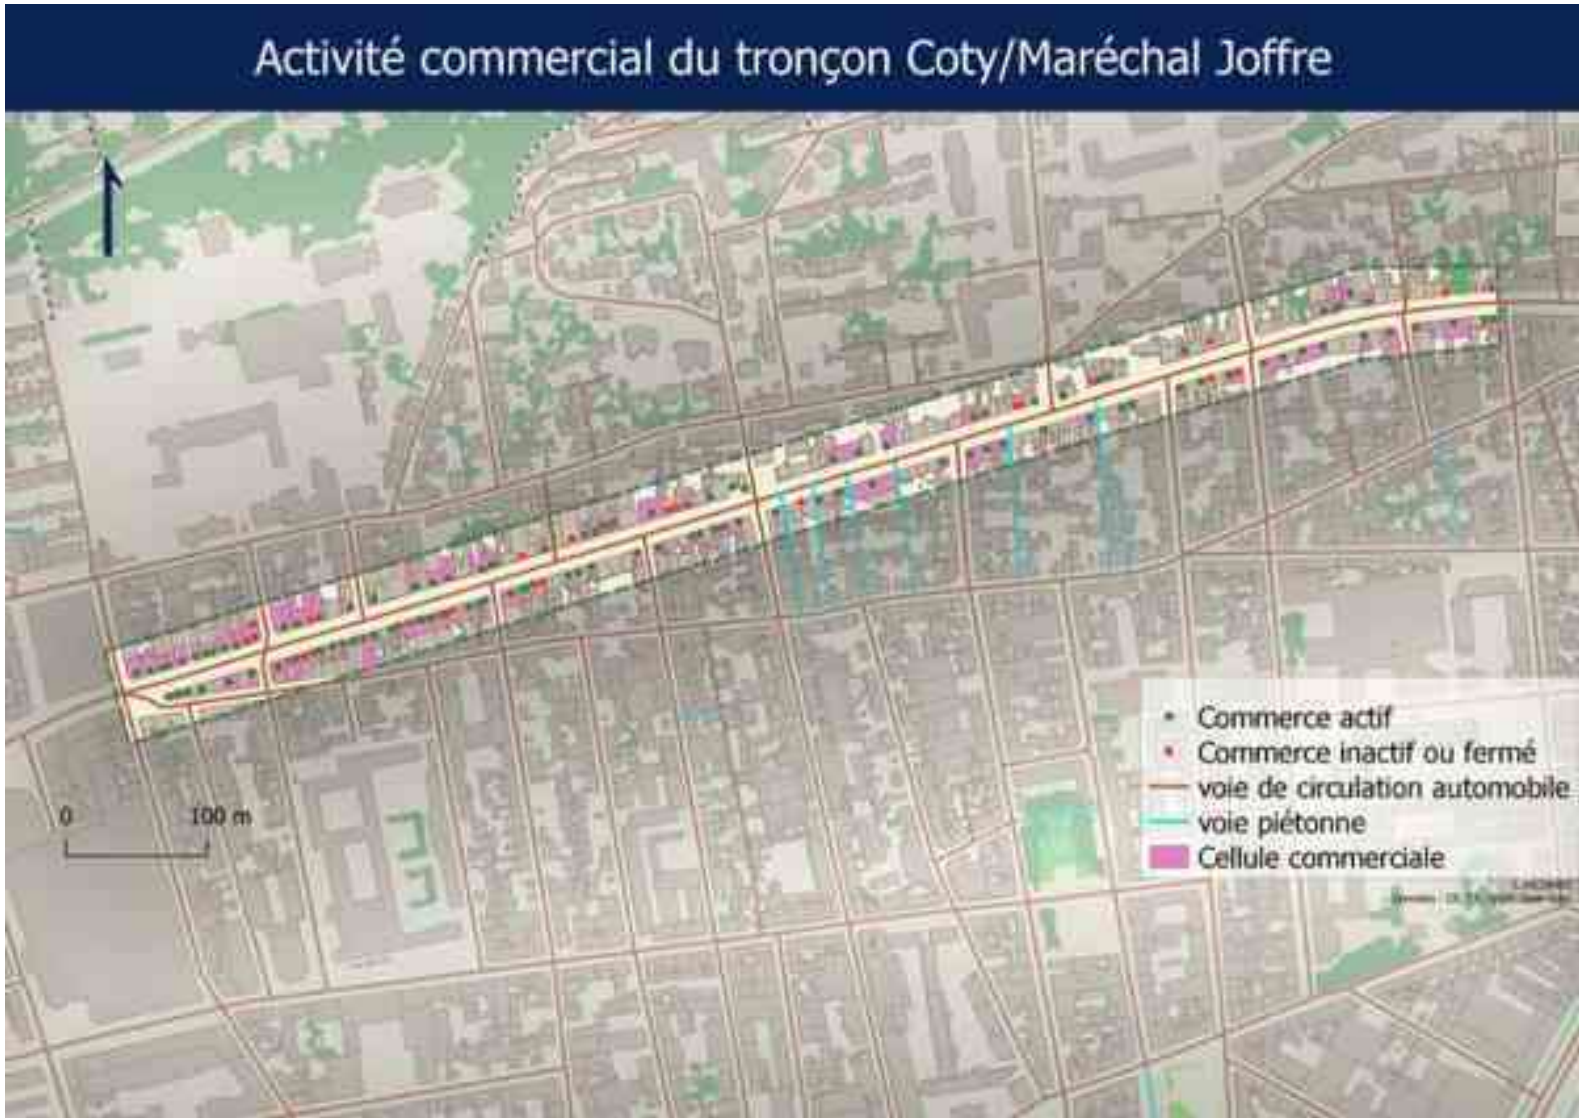 Activité commercial du tronçon Coty/Maréchal Joffre
Commerce actif
Commerce inactif ou fermé
voie de circulation automobile
voie piétonne
Cellule commerciale
0 100 m